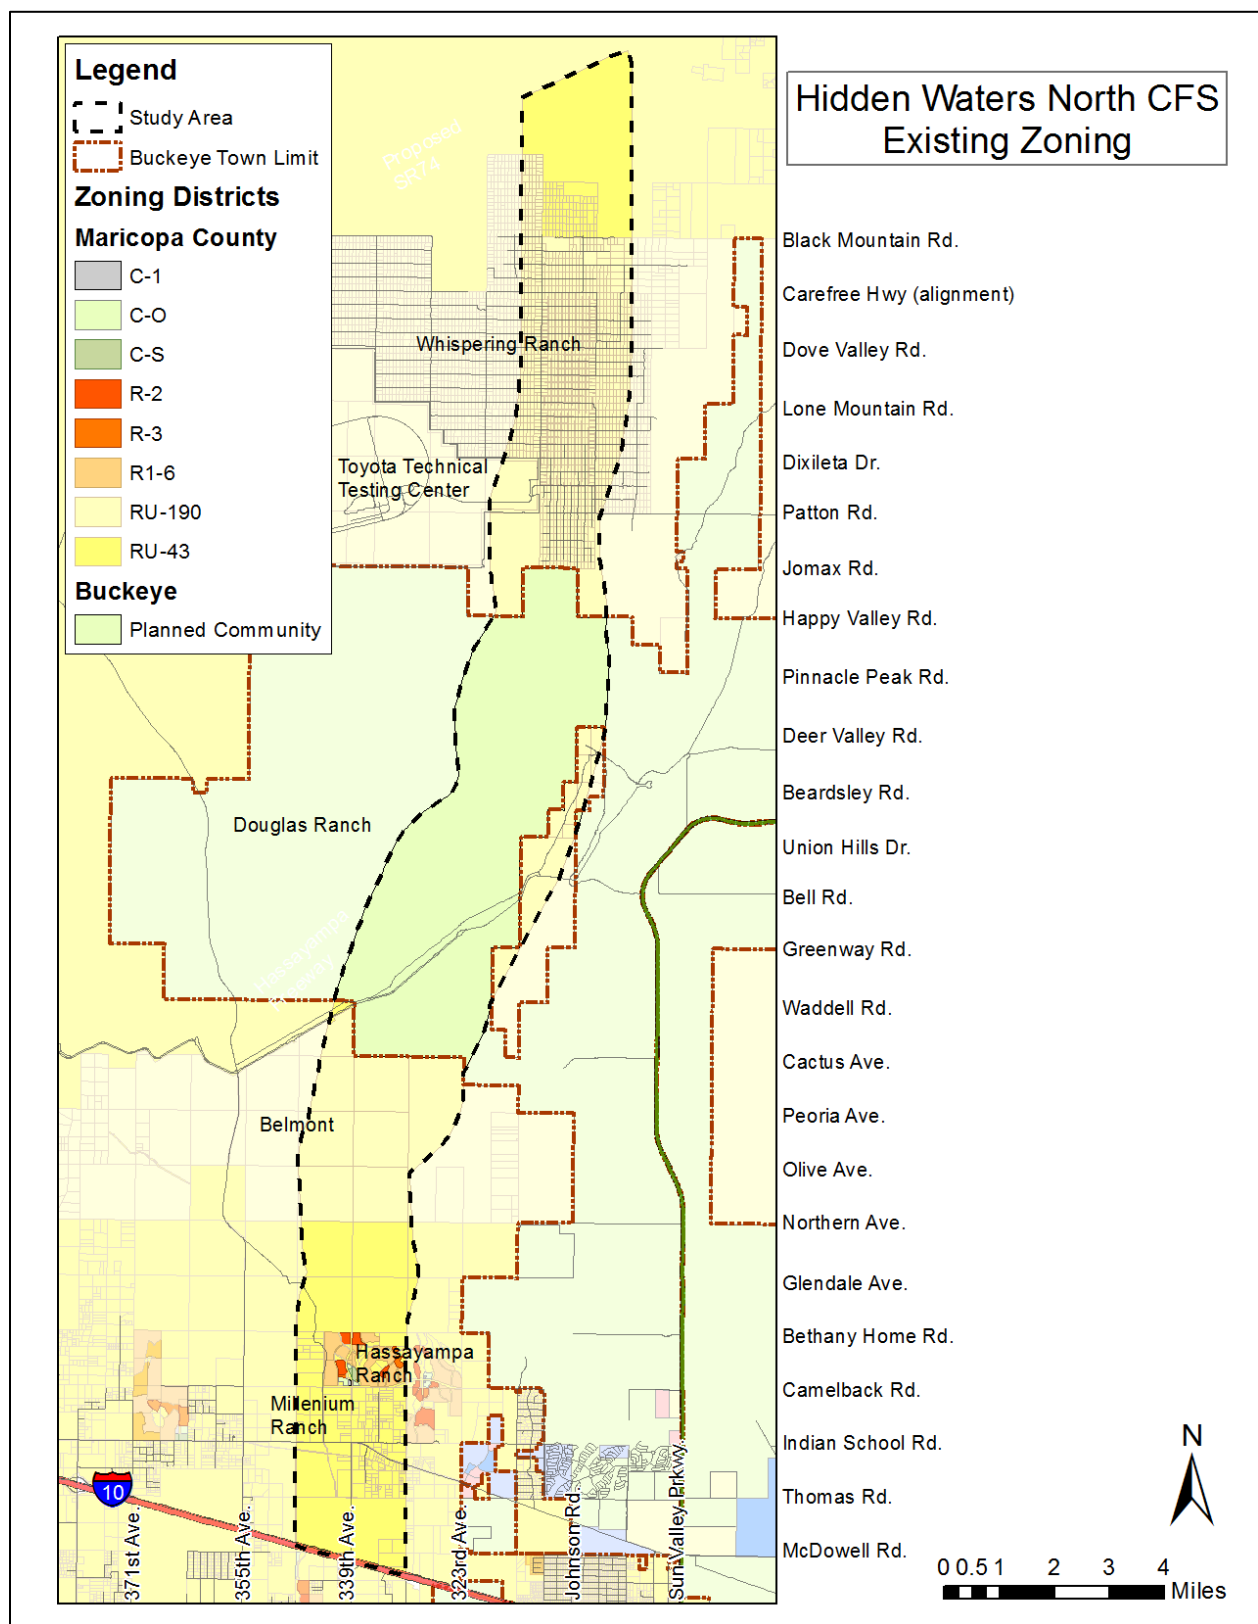 Hidden Waters North CFS
Existing Zoning
Legend
Study Area
Buckeye Town Limit
Zoning Districts
Maricopa County
C-1
C-O
C-S
R-2
R-3
R1-6
RU-190
RU-43
Buckeye
Planned Community
Proposed
SR74
Whispering Ranch
Toyota Technical
Testing Center
Douglas Ranch
Hassayampa
Freeway
Belmont
Hassayampa
Ranch
Millenium
Ranch
10
371st Ave.
355th Ave.
339th Ave.
323rd Ave.
Johnson Rd.
Sun Valley Prkwy.
Black Mountain Rd.
Carefree Hwy (alignment)
Dove Valley Rd.
Lone Mountain Rd.
Dixileta Dr.
Patton Rd.
Jomax Rd.
Happy Valley Rd.
Pinnacle Peak Rd.
Deer Valley Rd.
Beardsley Rd.
Union Hills Dr.
Bell Rd.
Greenway Rd.
Waddell Rd.
Cactus Ave.
Peoria Ave.
Olive Ave.
Northern Ave.
Glendale Ave.
Bethany Home Rd.
Camelback Rd.
Indian School Rd.
Thomas Rd.
McDowell Rd.
N
0 0.5 1 2 3 4
Miles